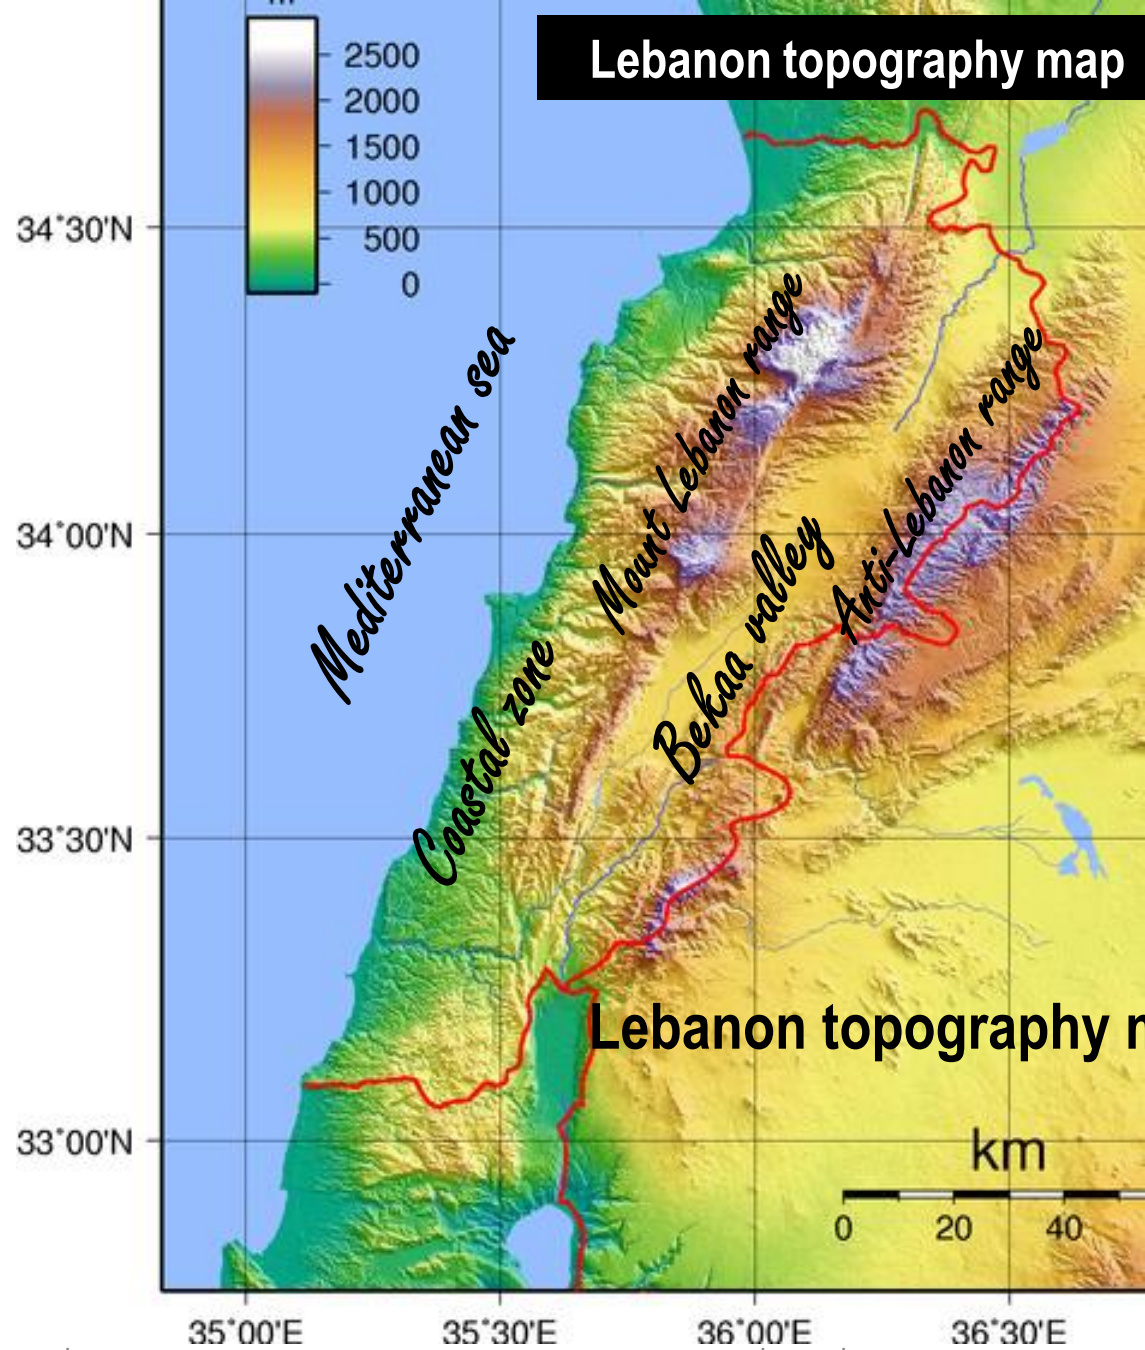 m
Lebanon topography map
2500
2000
1500
1000
500
0
34°30'N
34°00'N
33°30'N
33°00'N
Mediterranean sea
Mount Lebanon range
Anti-Lebanon range
Bekaa valley
Coastal zone
Lebanon topography
km
0 20 40
35°00'E 35°30'E 36°00'E 36°30'E